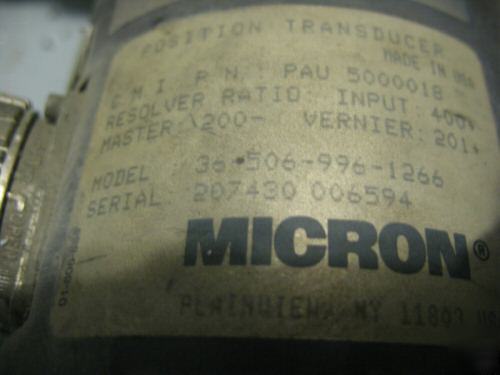 POSITION TRANSDUCER
MADE IN USA
C M I P.N. PAU 5000018
RESOLVER RATIO: INPUT: 400+
MASTER: 200- VERNIER: 201+
MODEL 36-506-996-1266
SERIAL 207430 006594
MICRON®
PLAINVIEW, NY 11803